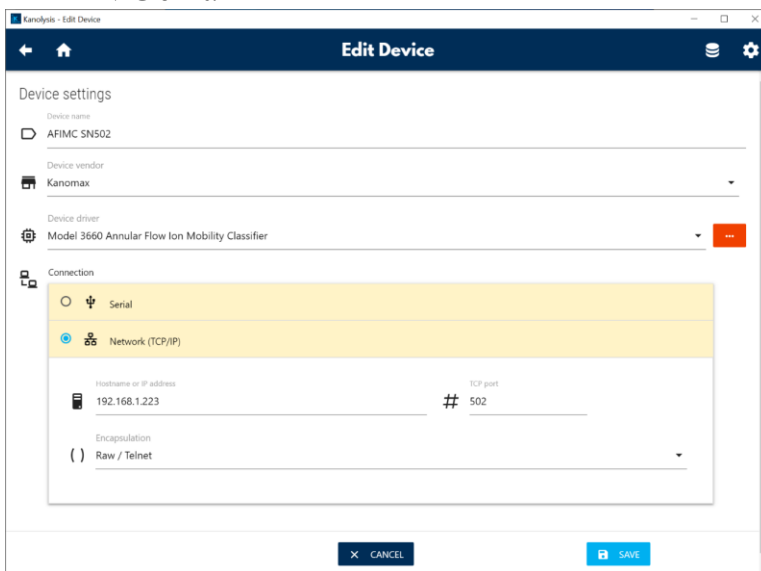 Kanolysis - Edit Device
Edit Device
Device settings
Device name
AFIMC SN502
Device vendor
Kanomax
Device driver
Model 3660 Annular Flow Ion Mobility Classifier
Connection
Serial
Network (TCP/IP)
Hostname or IP address TCP port
192.168.1.223 # 502
Encapsulation
( ) Raw / Telnet
CANCEL SAVE